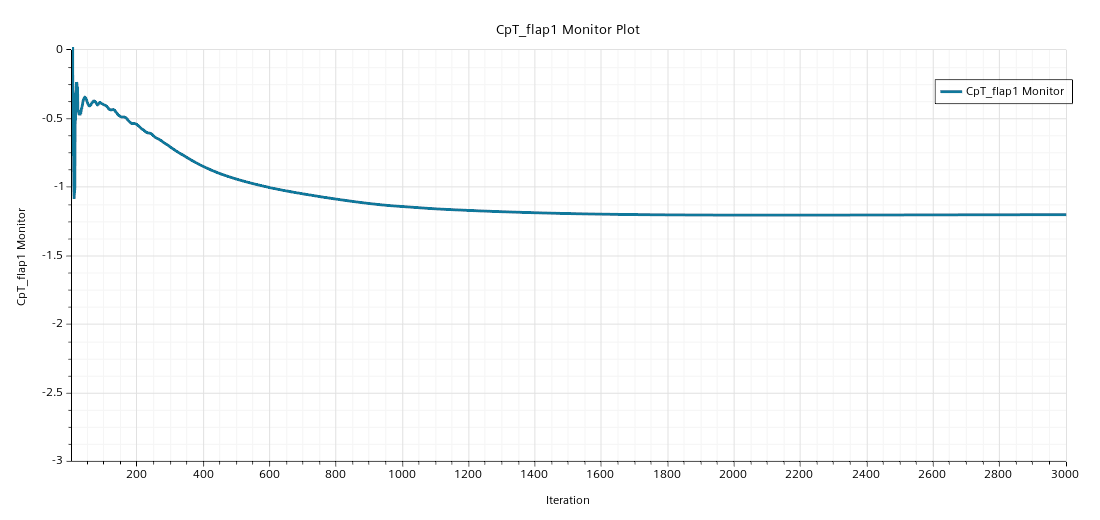 CpT_flap1 Monitor Plot
0
-0.5
-1
-1.5
-2
-2.5
-3
CpT_flap1 Monitor
CpT_flap1 Monitor
200 400 600 800 1000 1200 1400 1600 1800 2000 2200 2400 2600 2800 3000
Iteration